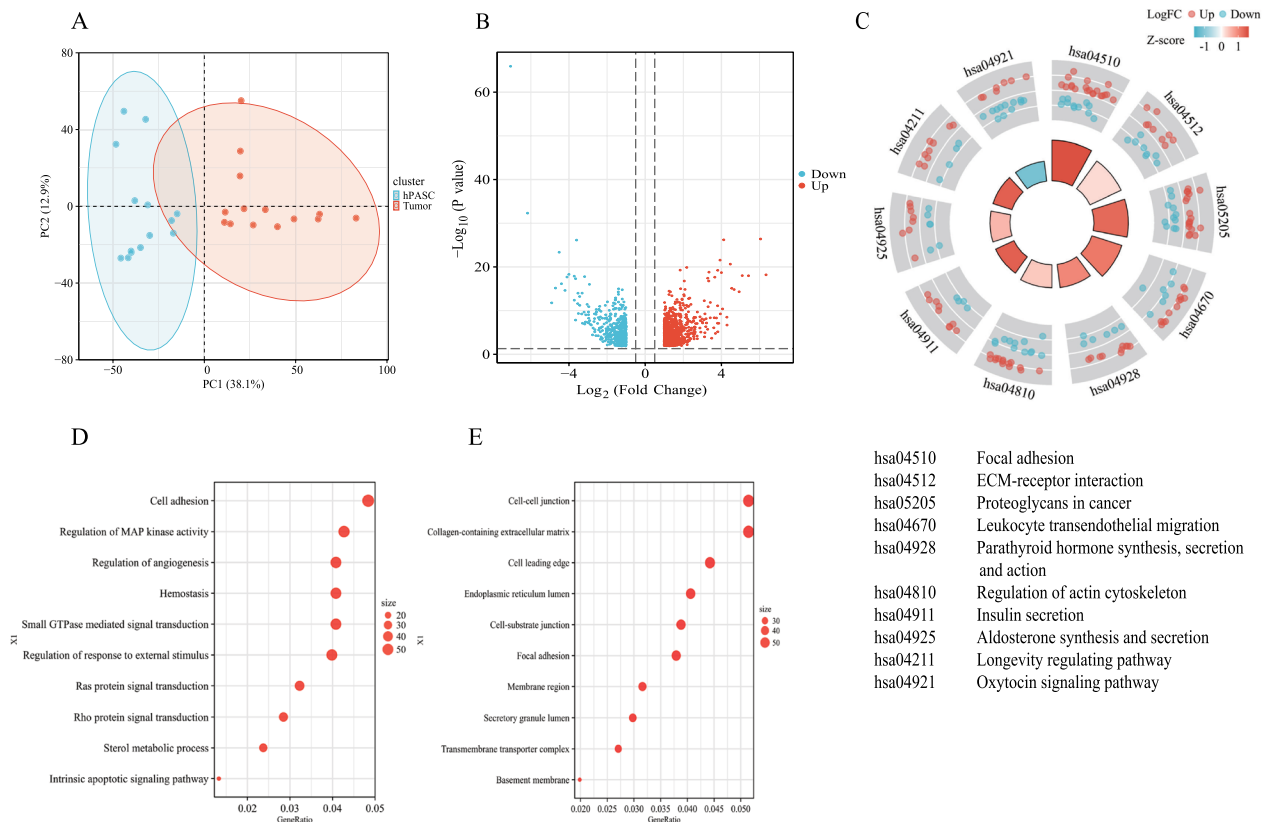 A
80
40
0
−40
−80
−50
0
50
100
PC2 (12.9%)
PC1 (38.1%)
cluster
hPASC
Tumor
B
60
40
20
0
−4
0
4
−Log10 (P value)
Log2 (Fold Change)
Down
Up
C
LogFC Up Down
Z-score
-1 0 1
hsa04921
hsa04510
hsa04211
hsa04512
hsa04925
hsa05205
hsa04911
hsa04670
hsa04810
hsa04928
D
Cell adhesion
Regulation of MAP kinase activity
Regulation of angiogenesis
Hemostasis
Small GTPase mediated signal transduction
Regulation of response to external stimulus
Ras protein signal transduction
Rho protein signal transduction
Sterol metabolic process
Intrinsic apoptotic signaling pathway
X1
0.02 0.03 0.04 0.05
GeneRatio
size
20
30
40
50
E
Cell-cell junction
Collagen-containing extracellular matrix
Cell leading edge
Endoplasmic reticulum lumen
Cell-substrate junction
Focal adhesion
Membrane region
Secretory granule lumen
Transmembrane transporter complex
Basement membrane
X1
0.020 0.025 0.030 0.035 0.040 0.045 0.050
GeneRatio
size
30
40
50
hsa04510 Focal adhesion
hsa04512 ECM-receptor interaction
hsa05205 Proteoglycans in cancer
hsa04670 Leukocyte transendothelial migration
hsa04928 Parathyroid hormone synthesis, secretion
and action
hsa04810 Regulation of actin cytoskeleton
hsa04911 Insulin secretion
hsa04925 Aldosterone synthesis and secretion
hsa04211 Longevity regulating pathway
hsa04921 Oxytocin signaling pathway